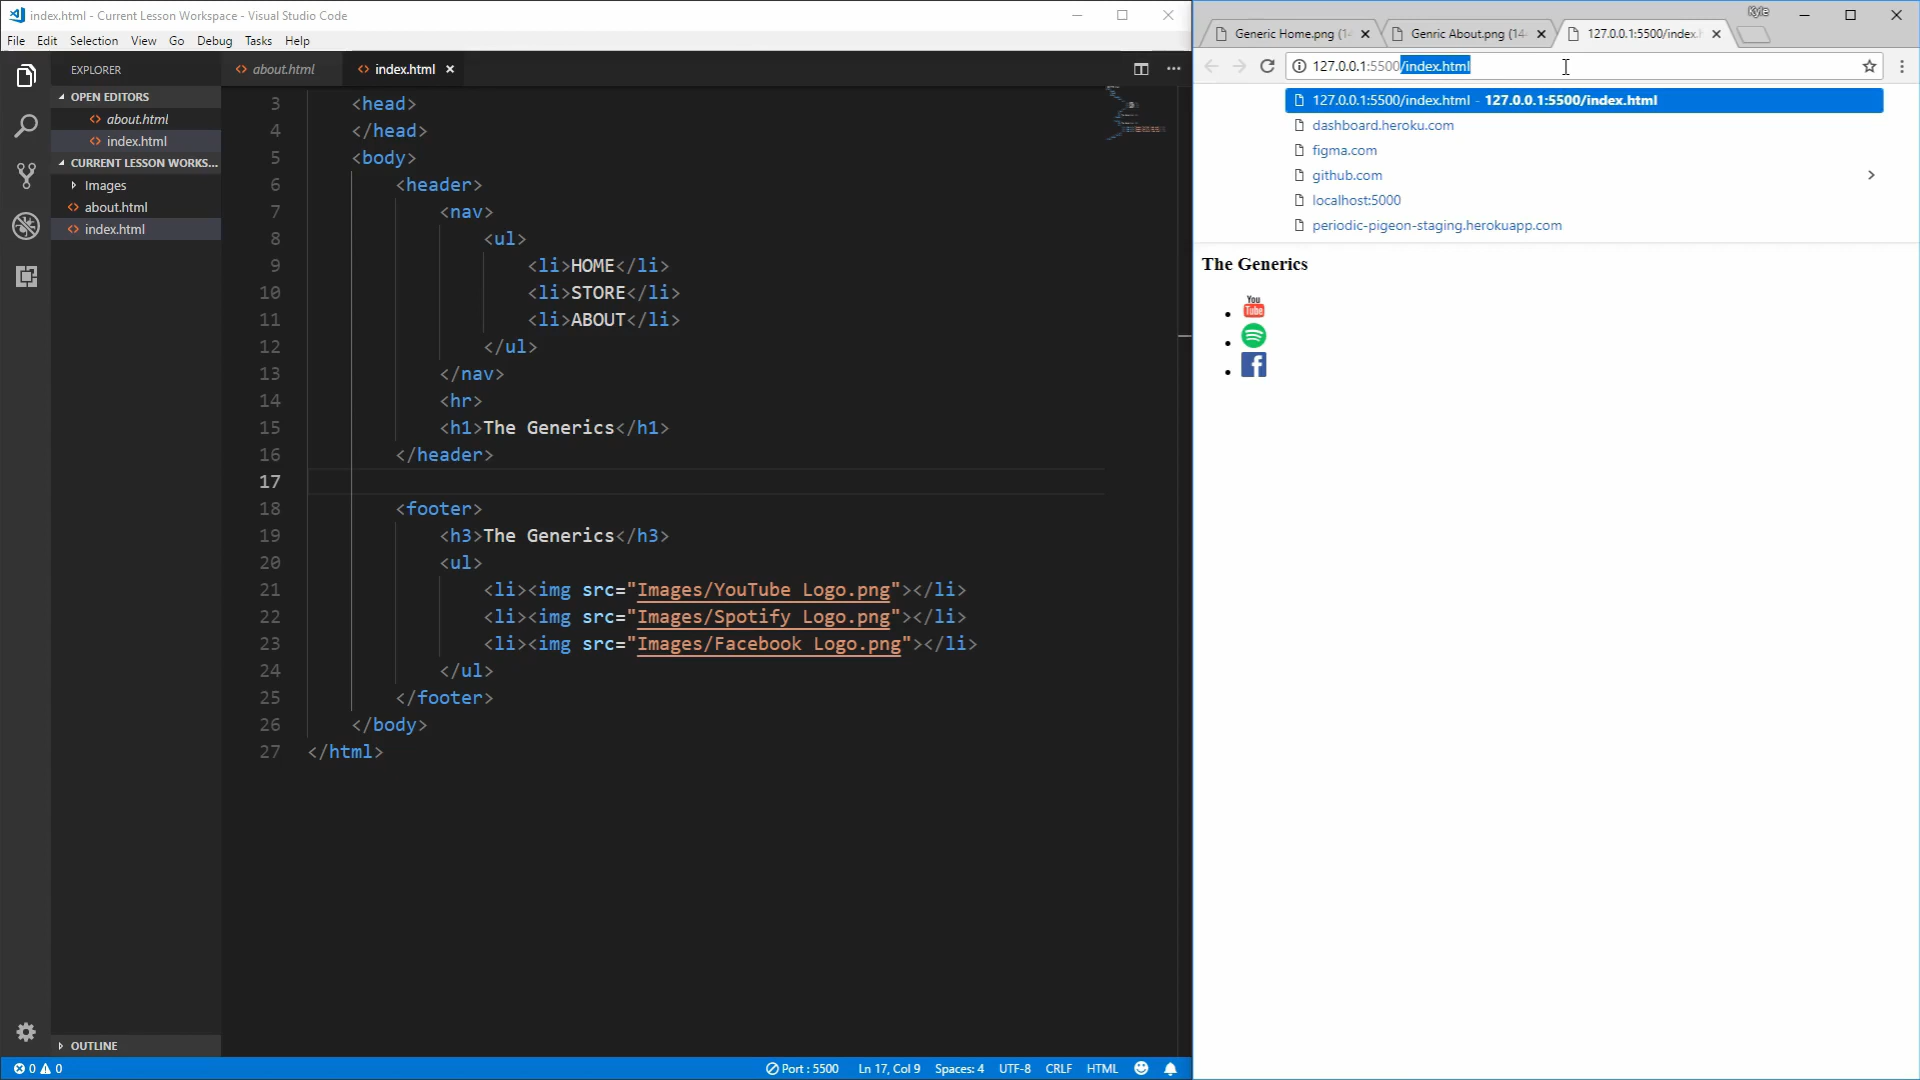 index.html - Current Lesson Workspace - Visual Studio Code
File Edit Selection View Go Debug Tasks Help
EXPLORER
OPEN EDITORS
about.html
index.html
CURRENT LESSON WORKS...
Images
about.html
index.html
OUTLINE
about.html
index.html
3 <head>
4 </head>
5 <body>
6 <header>
7 <nav>
8 <ul>
9 <li>HOME</li>
10 <li>STORE</li>
11 <li>ABOUT</li>
12 </ul>
13 </nav>
14 <hr>
15 <h1>The Generics</h1>
16 </header>
17
18 <footer>
19 <h3>The Generics</h3>
20 <ul>
21 <li><img src="Images/YouTube Logo.png"></li>
22 <li><img src="Images/Spotify Logo.png"></li>
23 <li><img src="Images/Facebook Logo.png"></li>
24 </ul>
25 </footer>
26 </body>
27 </html>
0 0 Port : 5500 Ln 17, Col 9 Spaces: 4 UTF-8 CRLF HTML
Kyle
Generic Home.png (14 Genric About.png (14 127.0.0.1:5500/index.
127.0.0.1:5500/index.html
127.0.0.1:5500/index.html - 127.0.0.1:5500/index.html
dashboard.heroku.com
figma.com
github.com
localhost:5000
periodic-pigeon-staging.herokuapp.com
The Generics
You
Tube